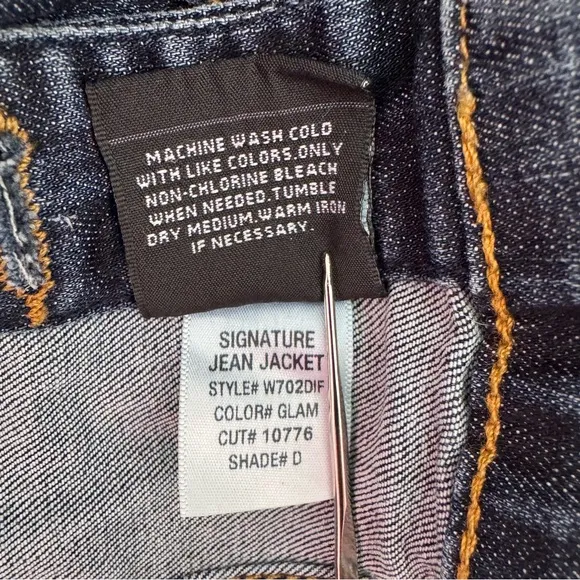 MACHINE WASH COLD
WITH LIKE COLORS.ONLY
NON-CHLORINE BLEACH
WHEN NEEDED.TUMBLE
DRY MEDIUM.WARM IRON
IF NECESSARY.
SIGNATURE
JEAN JACKET
STYLE# W702DIF
COLOR# GLAM
CUT# 10776
SHADE# D